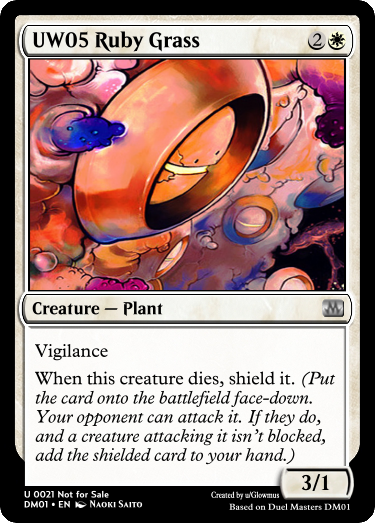 UW05 Ruby Grass 2
Creature — Plant
Vigilance
When this creature dies, shield it. (Put
the card onto the battlefield face-down.
Your opponent can attack it. If they do,
and a creature attacking it isn't blocked,
add the shielded card to your hand.)
3/1
U 0021 Not for Sale
DM01 • EN Naoki Saito
Created by u/Glowmus
Based on Duel Masters DM01